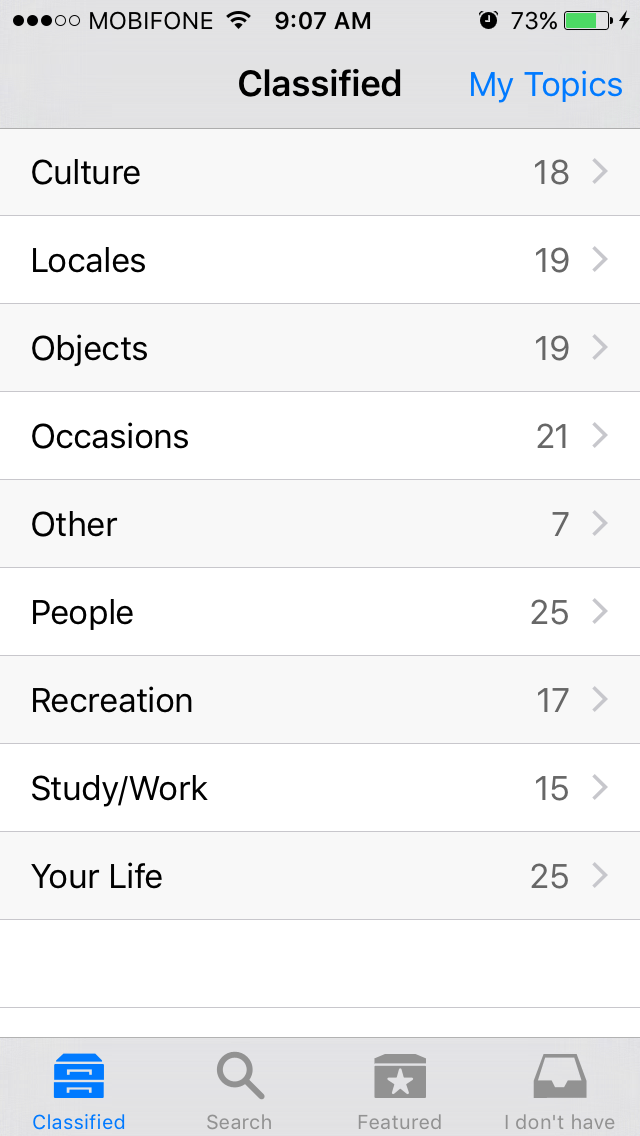 MOBIFONE 9:07 AM 73%
Classified My Topics
Culture 18
Locales 19
Objects 19
Occasions 21
Other 7
People 25
Recreation 17
Study/Work 15
Your Life 25
Classified Search Featured I don't have